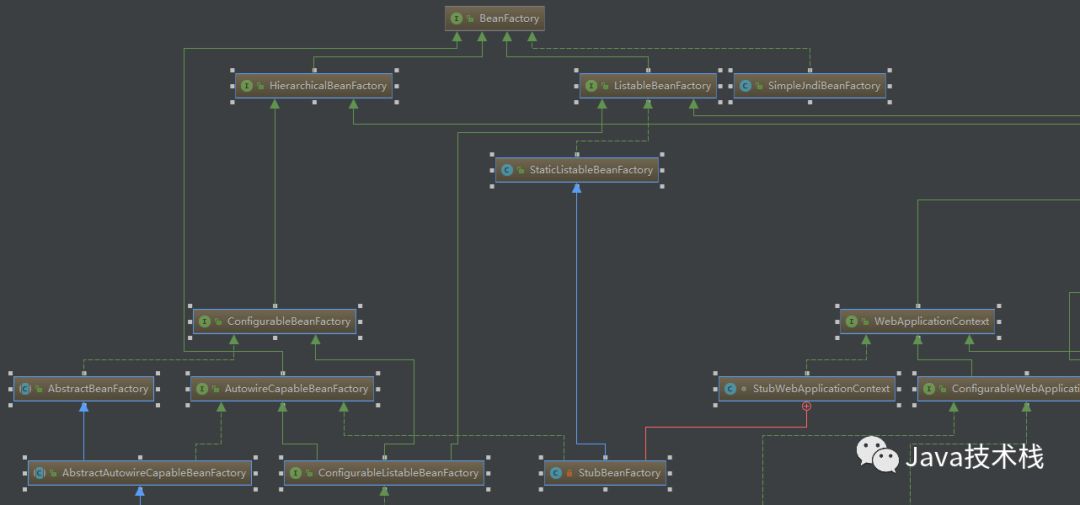 BeanFactory
HierarchicalBeanFactory
ListableBeanFactory
SimpleJndiBeanFactory
StaticListableBeanFactory
ConfigurableBeanFactory
WebApplicationContext
AbstractBeanFactory
AutowireCapableBeanFactory
StubWebApplicationContext
ConfigurableWebApplicati
AbstractAutowireCapableBeanFactory
ConfigurableListableBeanFactory
StubBeanFactory
Java技术栈